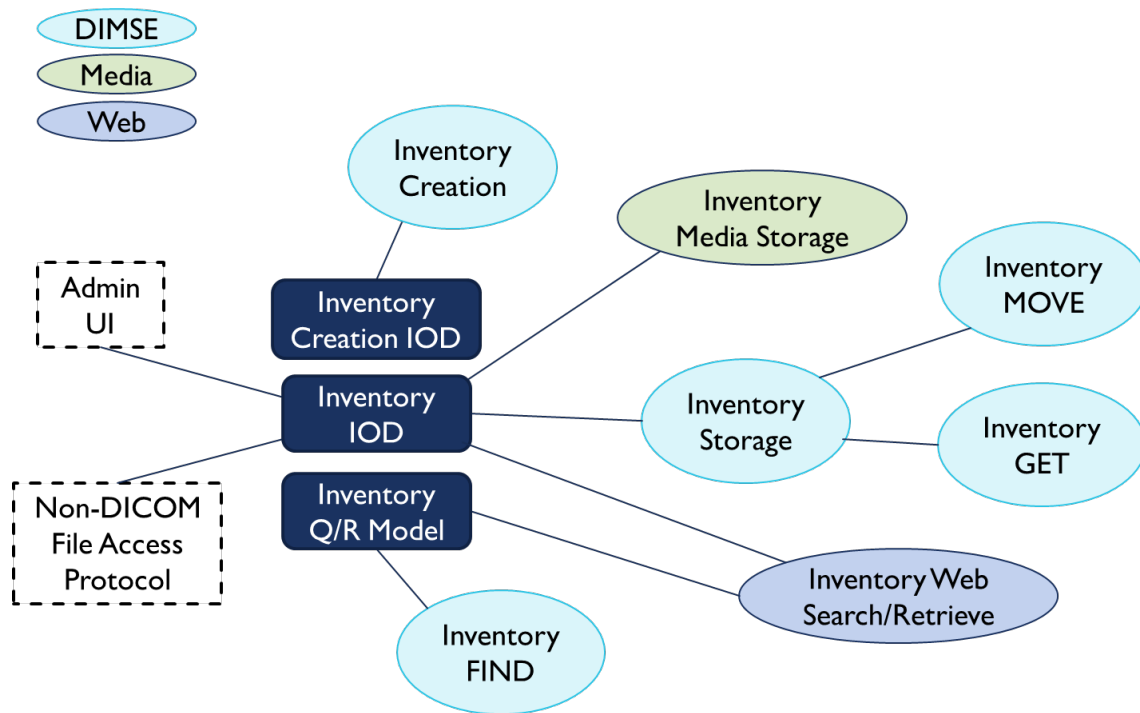 DIMSE
Media
Web
Inventory
Creation
Inventory
Media Storage
Inventory
MOVE
Admin
UI
Inventory
Creation IOD
Inventory
IOD
Inventory
Storage
Inventory
GET
Non-DICOM
File Access
Protocol
Inventory
Q/R Model
Inventory Web
Search/Retrieve
Inventory
FIND